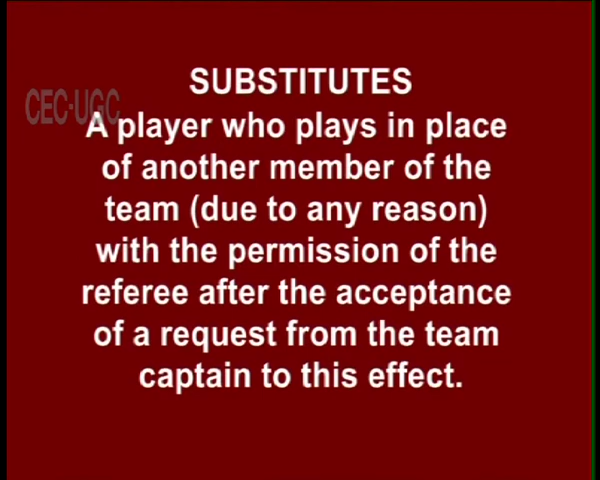 SUBSTITUTES
CEC-UGC
A player who plays in place
of another member of the
team (due to any reason)
with the permission of the
referee after the acceptance
of a request from the team
captain to this effect.